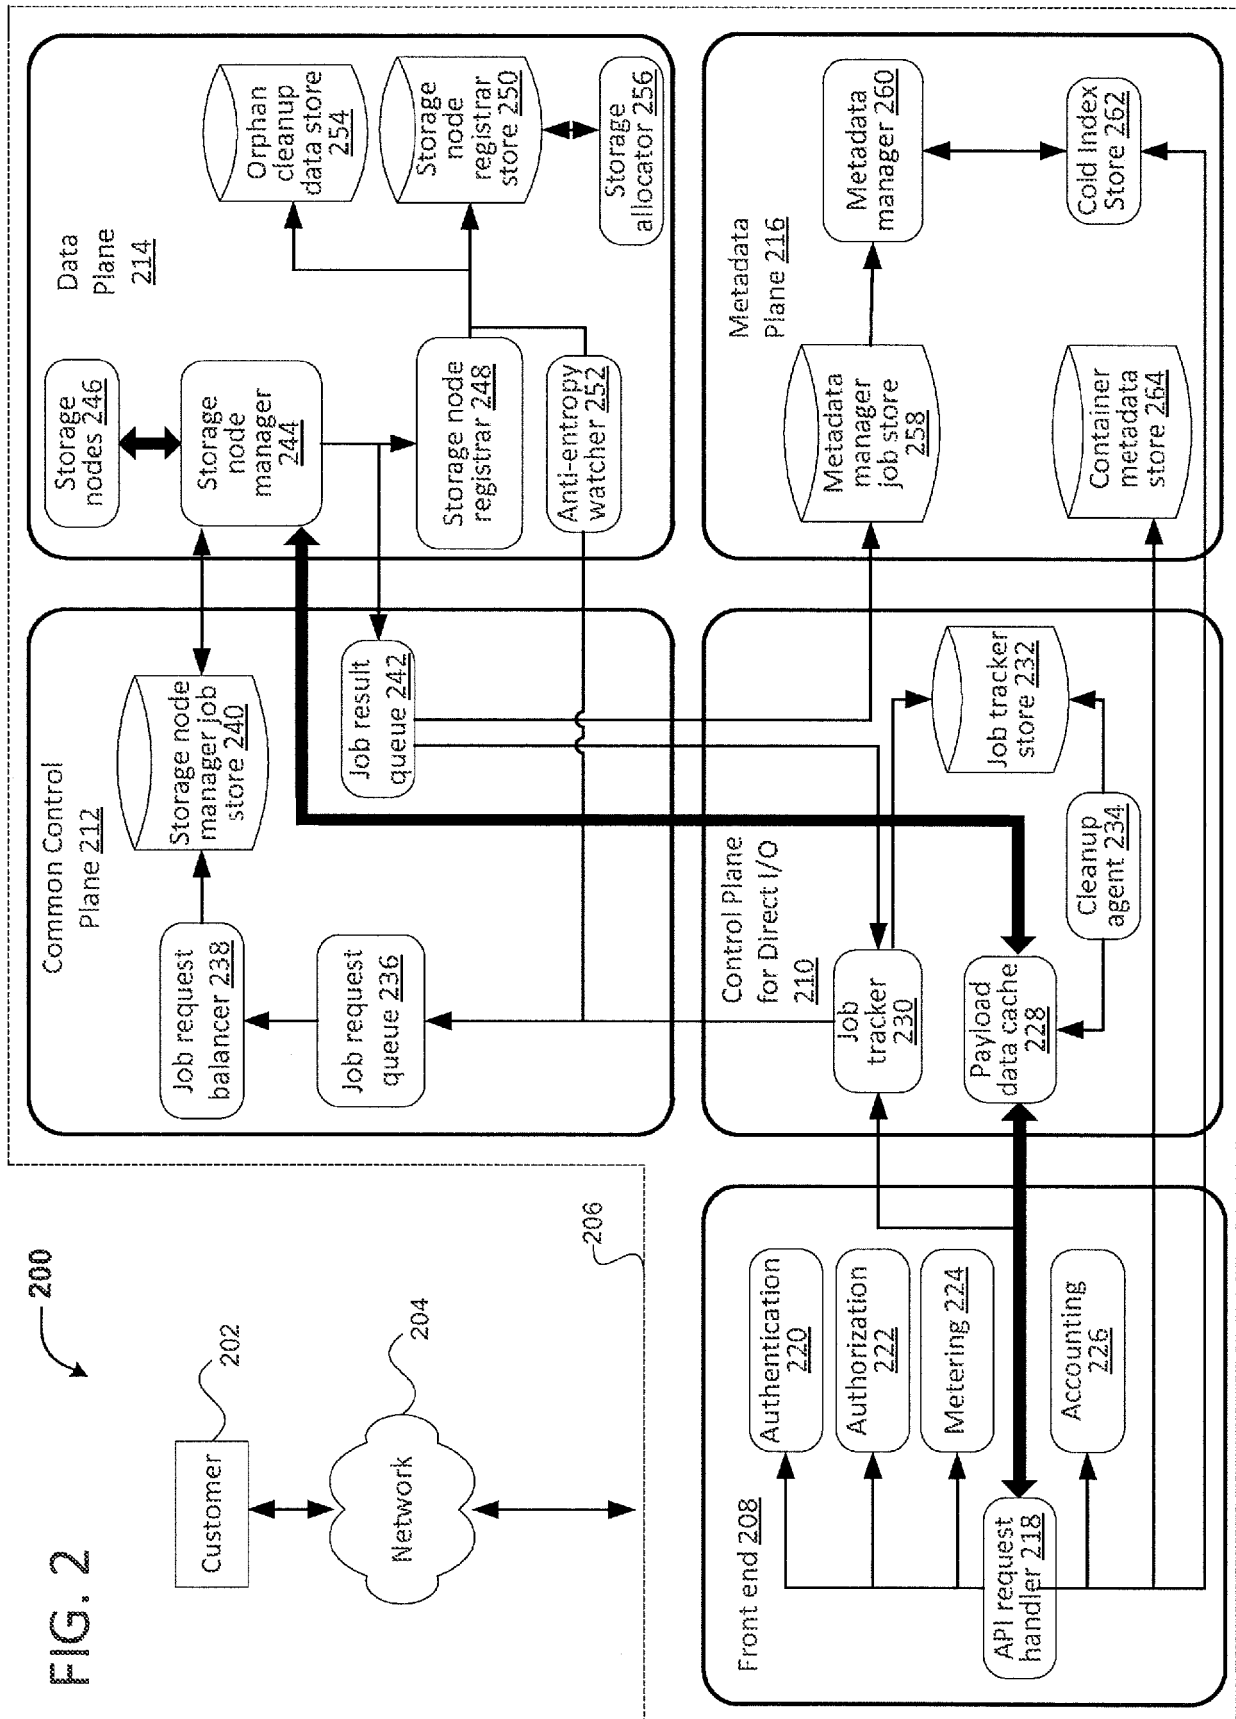 FIG. 2
200
Customer
202
Network
204
206
Front end 208
API request
handler 218
Authentication
220
Authorization
222
Metering 224
Accounting
226
Common Control
Plane 212
Job request
balancer 238
Job request
queue 236
Storage node
manager job
store 240
Job result
queue 242
Control Plane
for Direct I/O
210
Job
tracker
230
Payload
data cache
228
Cleanup
agent 234
Job tracker
store 232
Data
Plane
214
Storage
nodes 246
Storage
node
manager
244
Storage node
registrar 248
Anti-entropy
watcher 252
Orphan
cleanup
data store
254
Storage
node
registrar
store 250
Storage
allocator 256
Metadata
Plane 216
Metadata
manager
job store
258
Container
metadata
store 264
Metadata
manager 260
Cold Index
Store 262